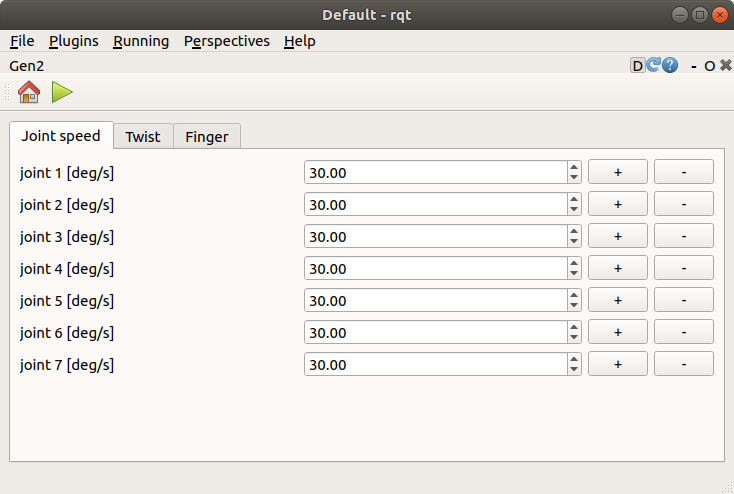 Default - rqt
File Plugins Running Perspectives Help
Gen2 D ? - O
Joint speed Twist Finger
joint 1 [deg/s] 30.00 + -
joint 2 [deg/s] 30.00 + -
joint 3 [deg/s] 30.00 + -
joint 4 [deg/s] 30.00 + -
joint 5 [deg/s] 30.00 + -
joint 6 [deg/s] 30.00 + -
joint 7 [deg/s] 30.00 + -